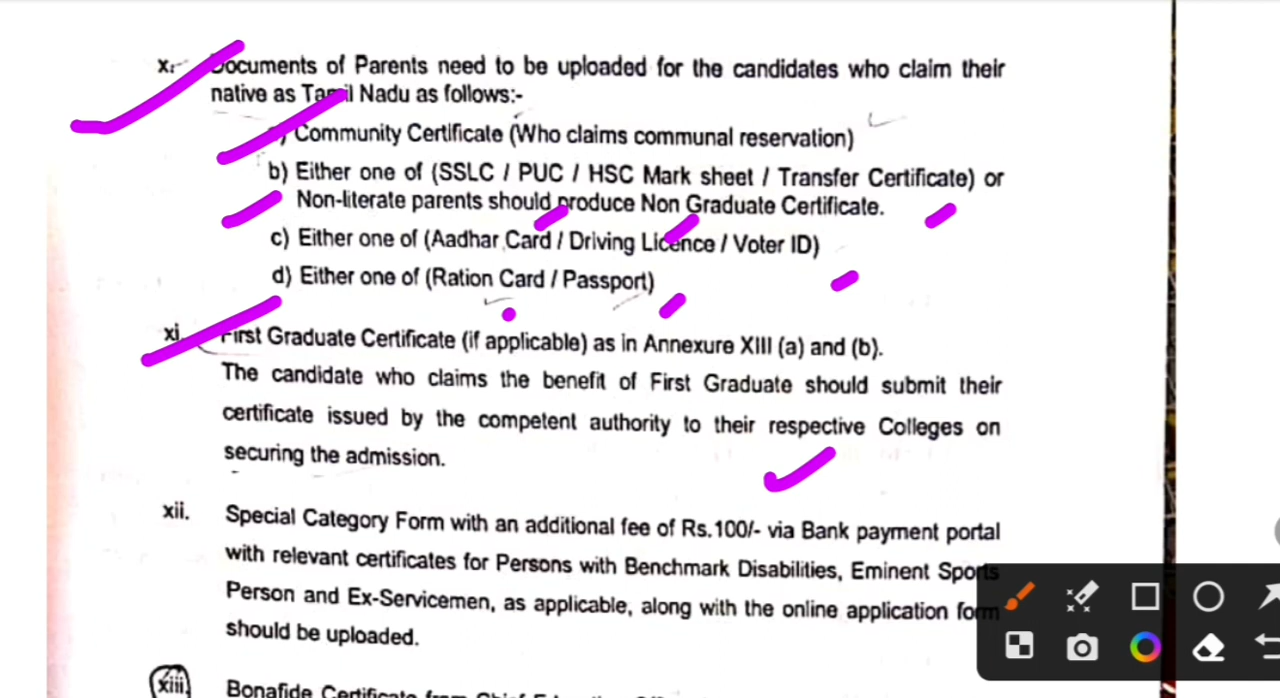 x. Documents of Parents need to be uploaded for the candidates who claim their
native as Tamil Nadu as follows:-
Community Certificate (Who claims communal reservation)
b) Either one of (SSLC / PUC / HSC Mark sheet / Transfer Certificate) or
Non-literate parents should produce Non Graduate Certificate.
c) Either one of (Aadhar Card / Driving Licence / Voter ID)
d) Either one of (Ration Card / Passport)
xi. First Graduate Certificate (if applicable) as in Annexure XIII (a) and (b).
The candidate who claims the benefit of First Graduate should submit their
certificate issued by the competent authority to their respective Colleges on
securing the admission.
xii. Special Category Form with an additional fee of Rs.100/- via Bank payment portal
with relevant certificates for Persons with Benchmark Disabilities, Eminent Sports
Person and Ex-Servicemen, as applicable, along with the online application form
should be uploaded.
xiii Bonafide Certificate from Chief